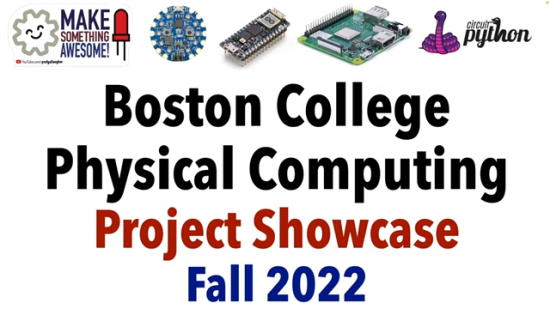 MAKE
SOMETHING
AWESOME!
circuit
python
Boston College
Physical Computing
Project Showcase
Fall 2022